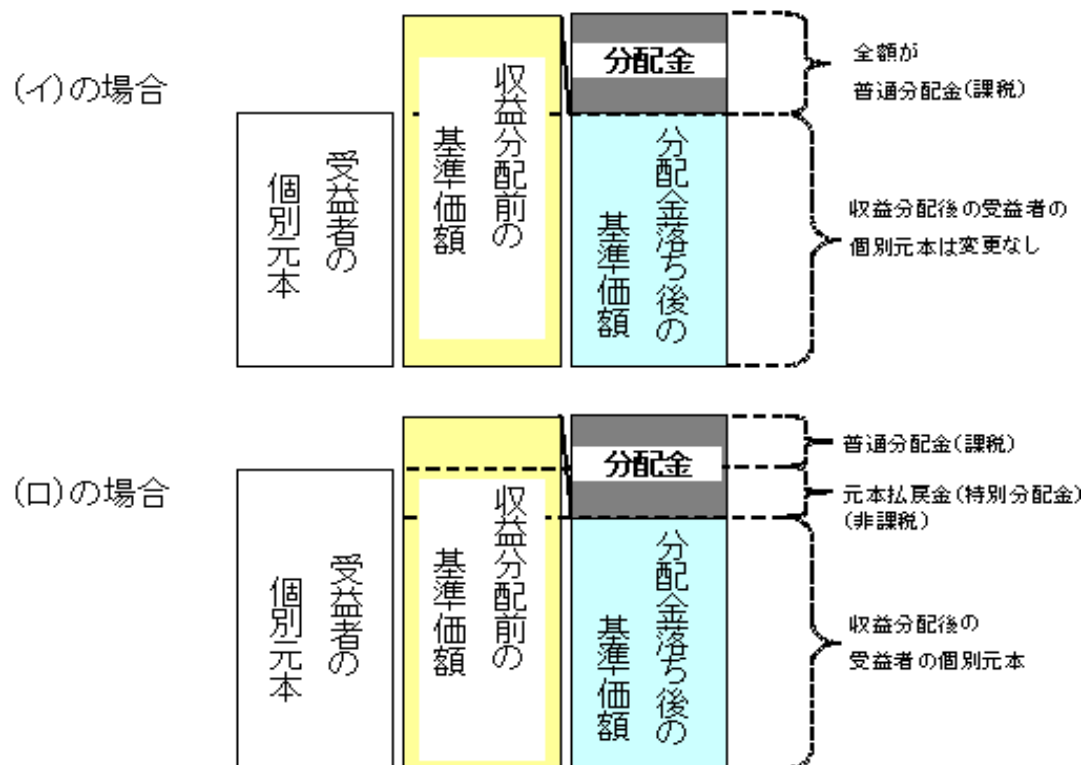 (イ)の場合
受益者の
個別元本
収益分配前の
基準価額
分配金
分配金落ち後の
基準価額
全額が
普通分配金(課税)
収益分配後の受益者の
個別元本は変更なし
(ロ)の場合
受益者の
個別元本
収益分配前の
基準価額
分配金
分配金落ち後の
基準価額
普通分配金(課税)
元本払戻金(特別分配金)
(非課税)
収益分配後の
受益者の個別元本